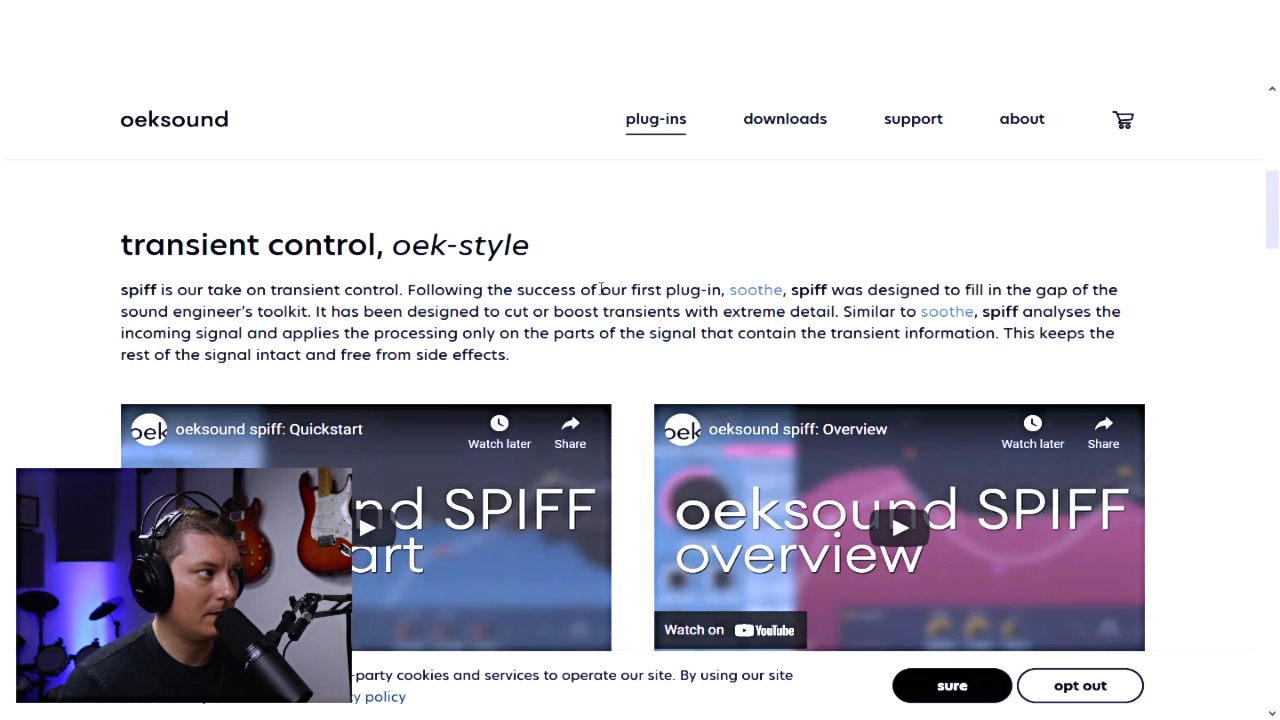 oeksound
plug-ins
downloads
support
about
transient control, oek-style
spiff is our take on transient control. Following the success of our first plug-in, soothe, spiff was designed to fill in the gap of the
sound engineer's toolkit. It has been designed to cut or boost transients with extreme detail. Similar to soothe, spiff analyses the
incoming signal and applies the processing only on the parts of the signal that contain the transient information. This keeps the
rest of the signal intact and free from side effects.
oek
oeksound spiff: Quickstart
Watch later
Share
nd SPIFF
art
oek
oeksound spiff: Overview
Watch later
Share
oeksound SPIFF
overview
Watch on YouTube
-party cookies and services to operate our site. By using our site
policy
sure
opt out